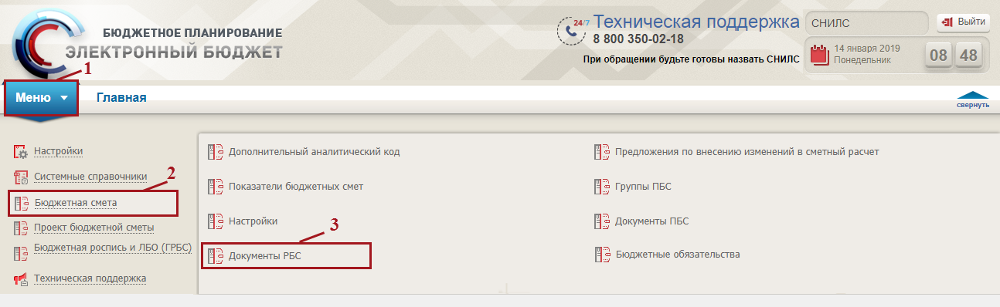 24/7 Техническая поддержка
8 800 350-02-18
При обращении будьте готовы назвать СНИЛС
СНИЛС
Выйти
14 января 2019
Понедельник
08 48
БЮДЖЕТНОЕ ПЛАНИРОВАНИЕ
ЭЛЕКТРОННЫЙ БЮДЖЕТ
1
Меню
Главная
свернуть
Настройки
Системные справочники
2
Бюджетная смета
Проект бюджетной сметы
Бюджетная роспись и ЛБО (ГРБС)
Техническая поддержка
Дополнительный аналитический код
Показатели бюджетных смет
Настройки
3
Документы РБС
Предложения по внесению изменений в сметный расчет
Группы ПБС
Документы ПБС
Бюджетные обязательства